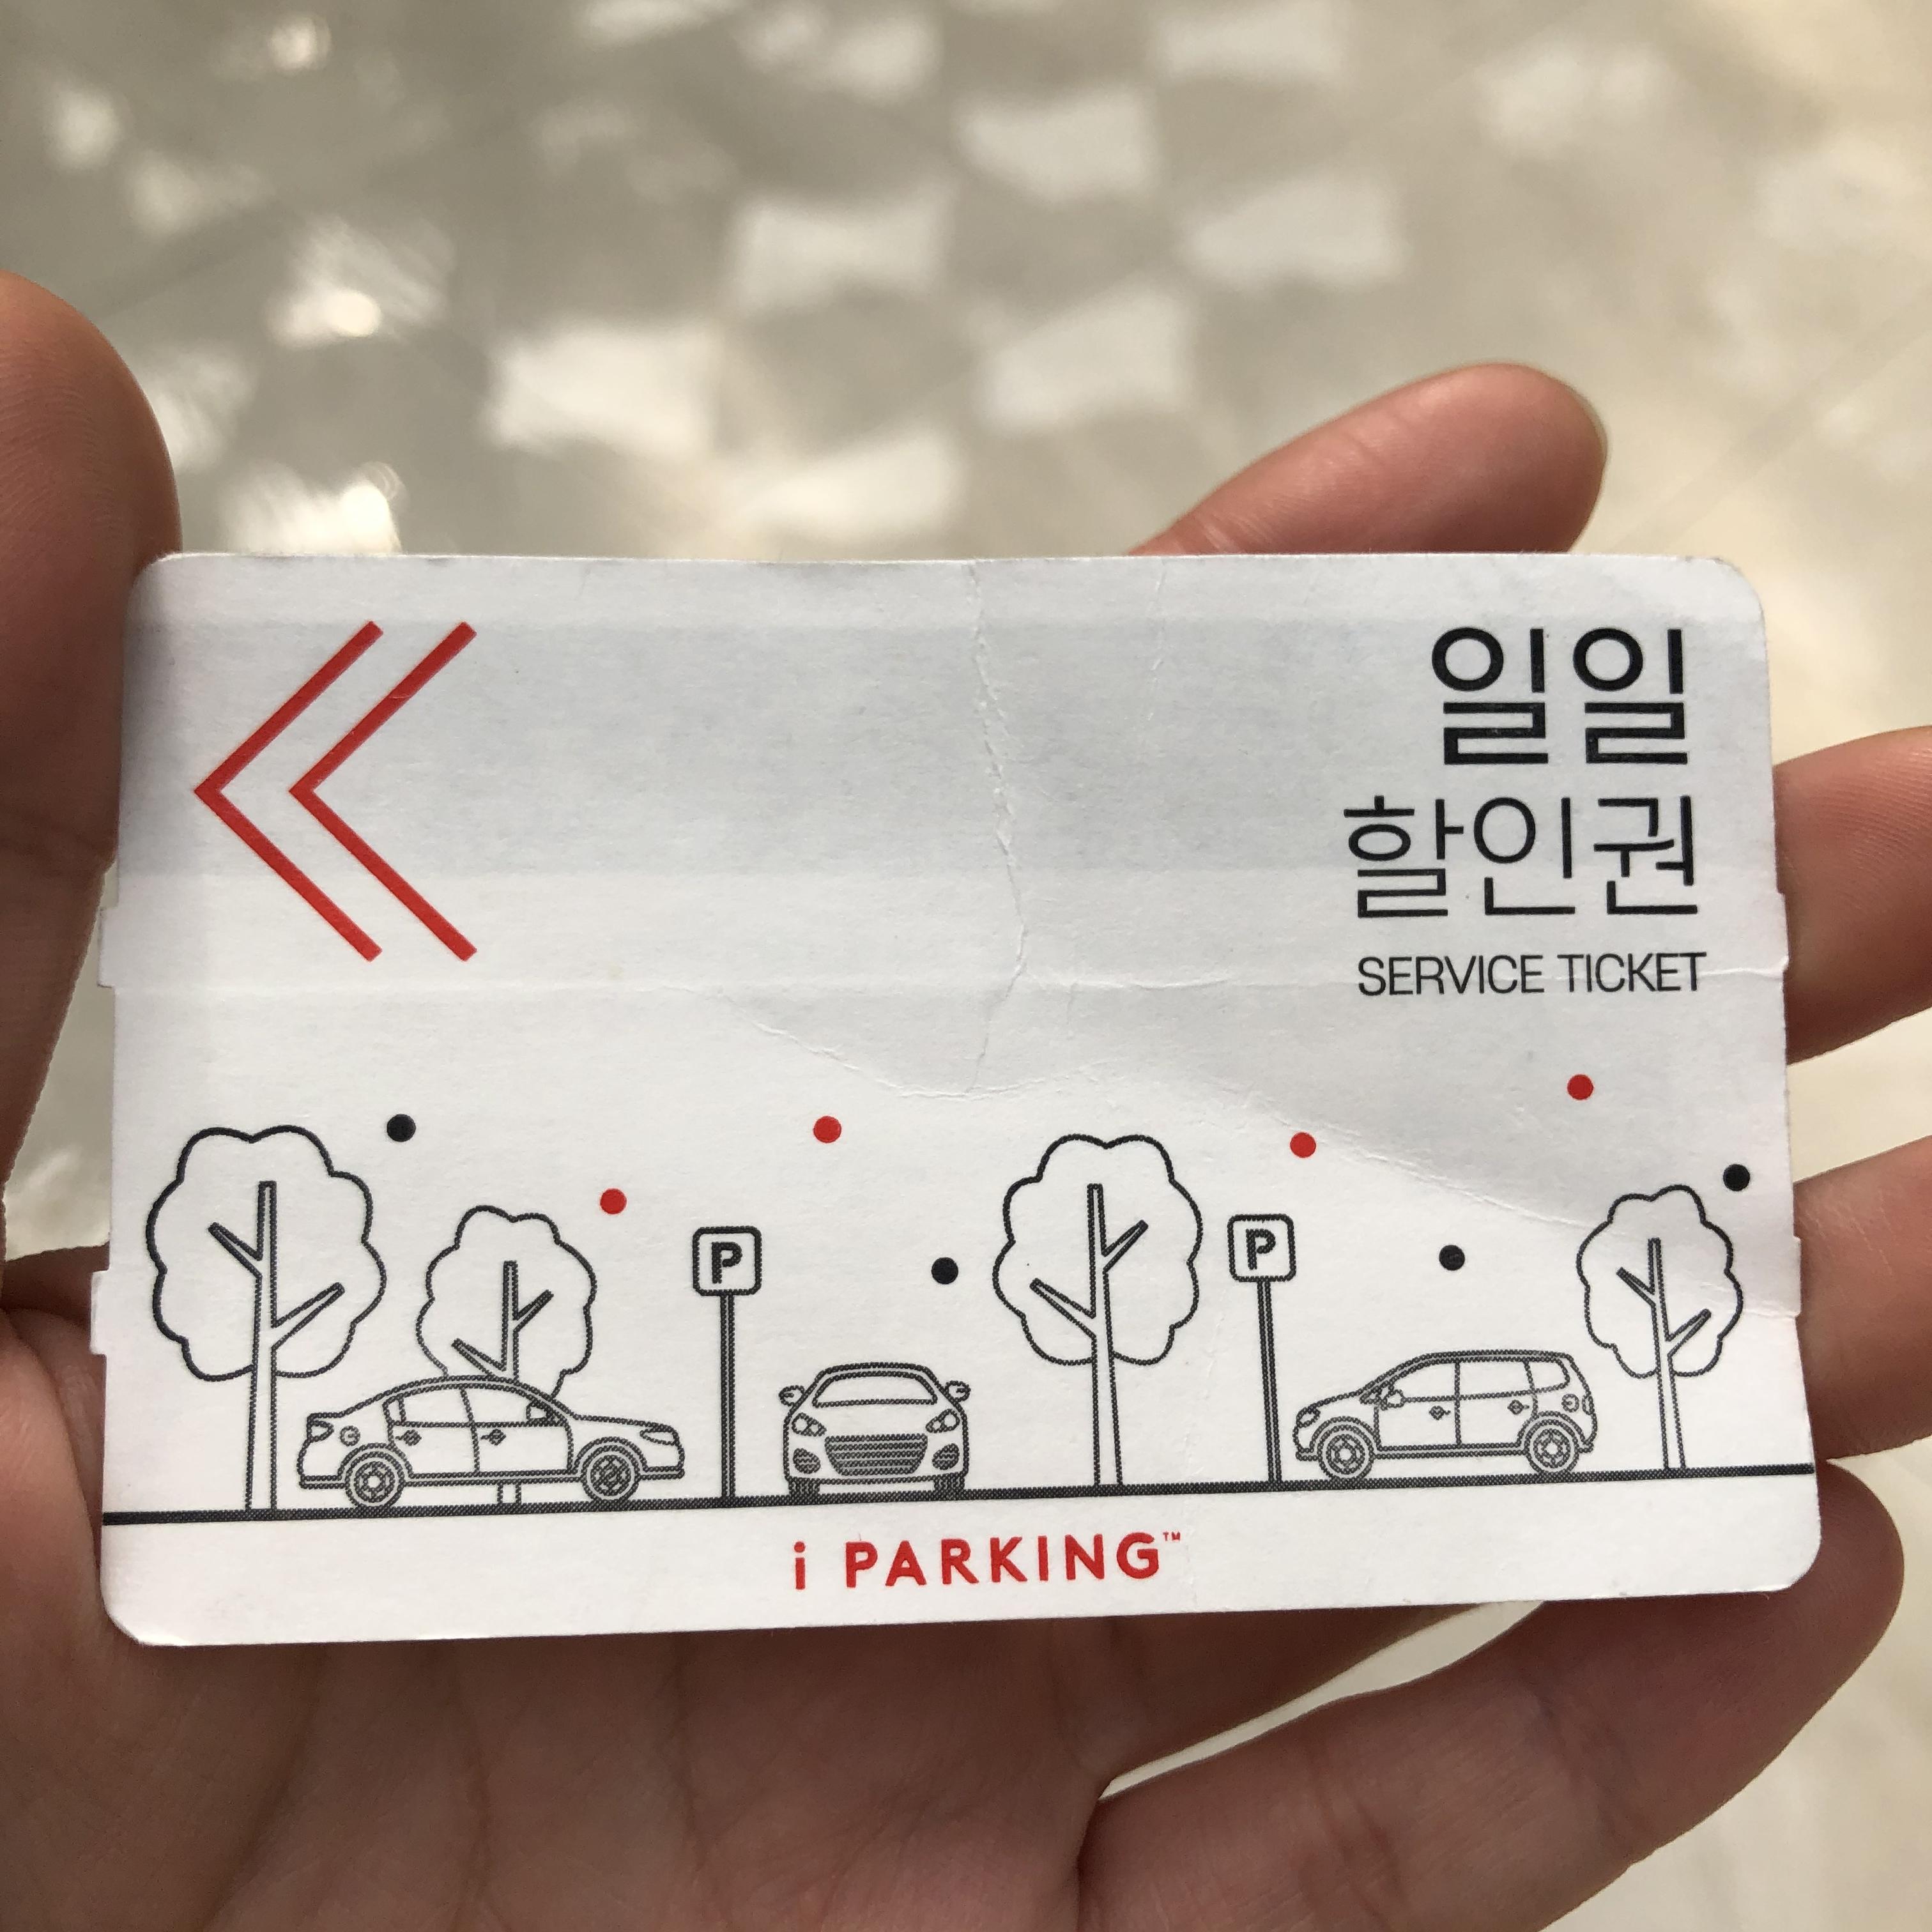 일일
할인권
SERVICE TICKET
P
P
i PARKING™